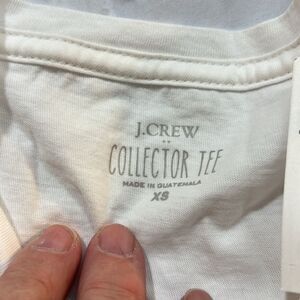 J.CREW
COLLECTOR TEE
MADE IN GUATEMALA
XS